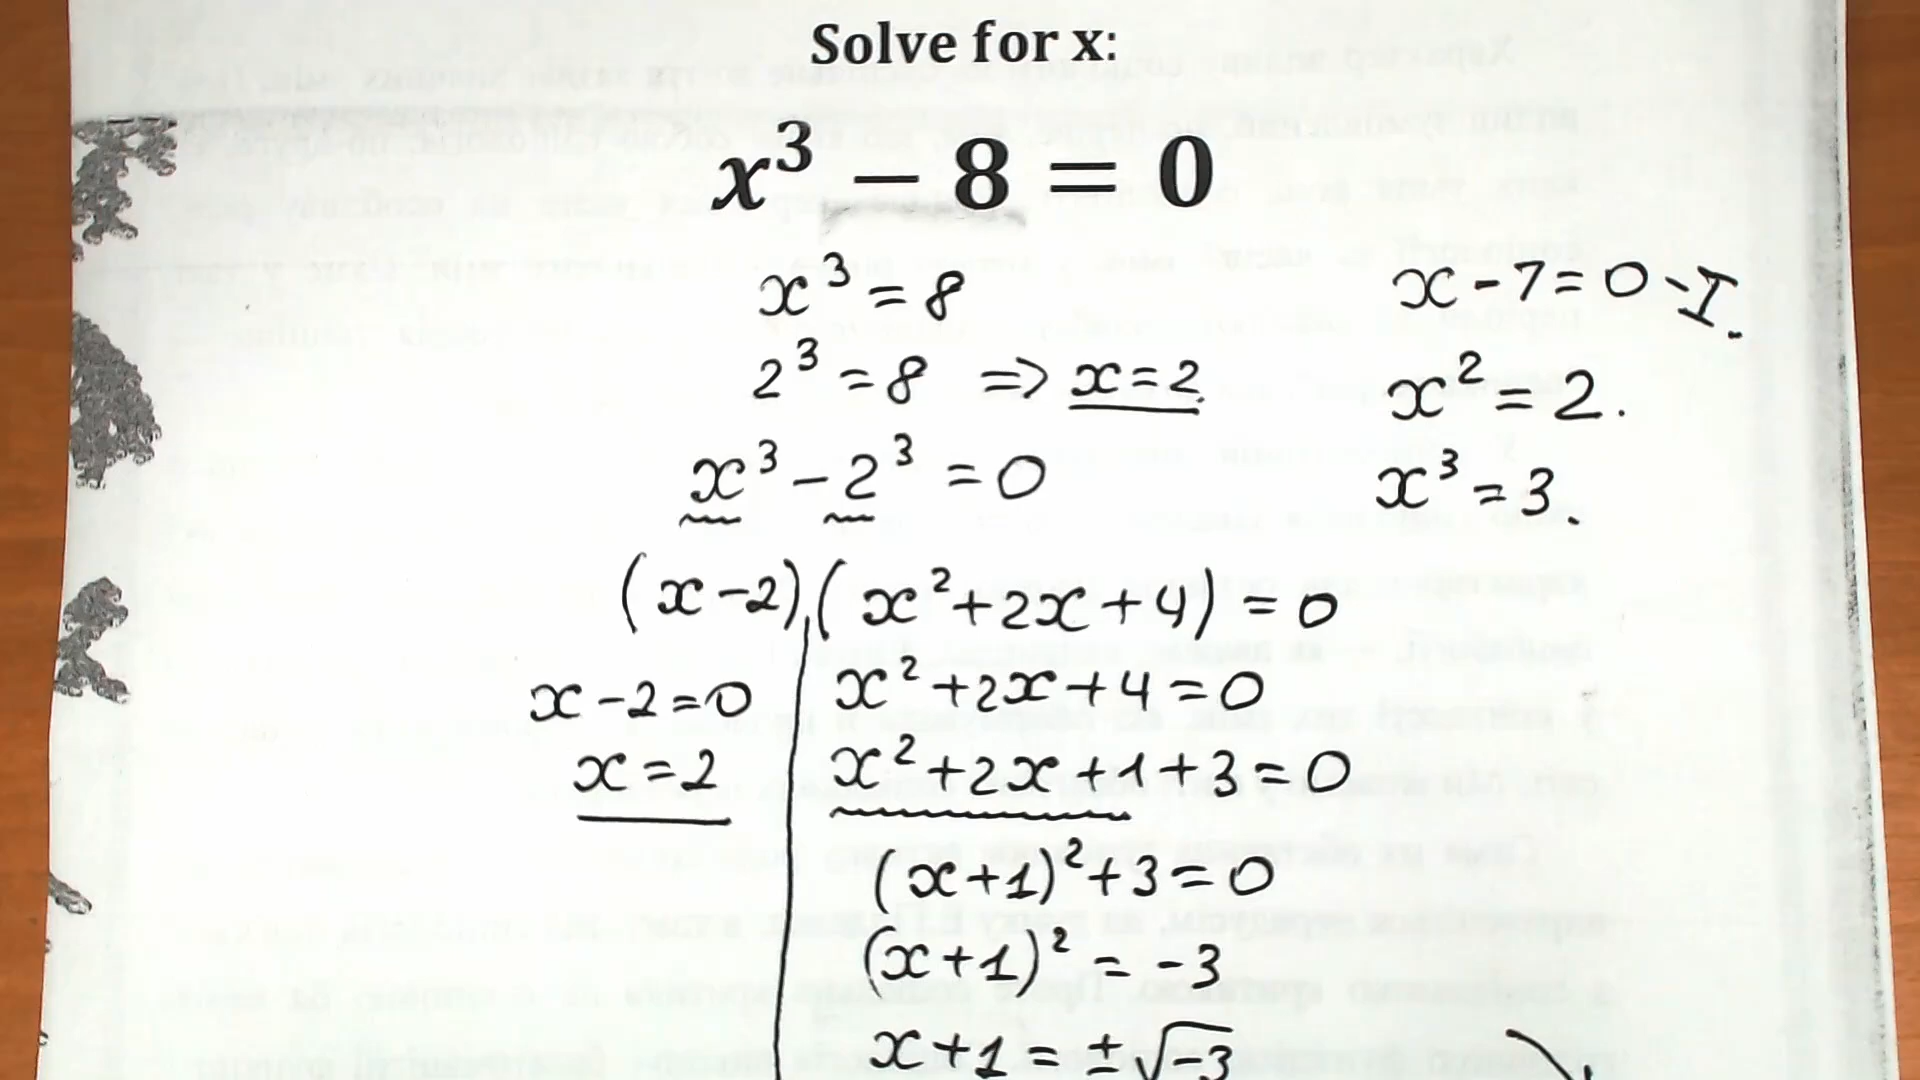 Solve for x:
x³ − 8 = 0
x³ = 8
2³ = 8 => x = 2
x³ − 2³ = 0
(x − 2)(x² + 2x + 4) = 0
x − 2 = 0
x = 2
x² + 2x + 4 = 0
x² + 2x + 1 + 3 = 0
(x + 1)² + 3 = 0
(x + 1)² = -3
x + 1 = ±√-3
x − 7 = 0 - I.
x² = 2.
x³ = 3.